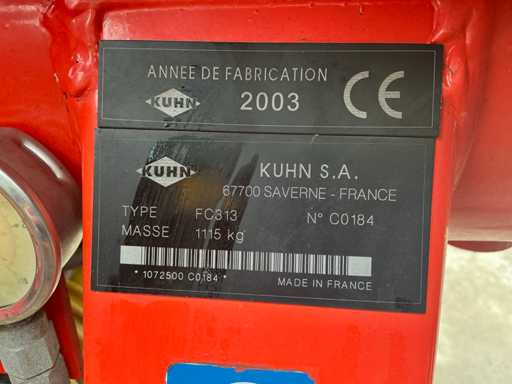 ANNEE DE FABRICATION
KUHN 2003 CE
KUHN KUHN S.A.
67700 SAVERNE - FRANCE
TYPE FC313 N° C0184
MASSE 1115 kg
* 1072500 C0184 * MADE IN FRANCE